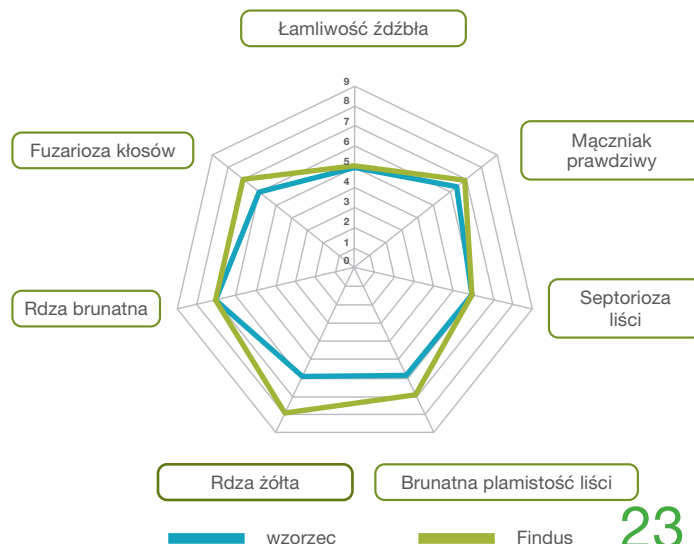 Łamliwość źdźbła
9
8
7
6
5
4
3
2
1
0
Fuzarioza kłosów
Mączniak
prawdziwy
Rdza brunatna
Septorioza
liści
Rdza żółta
Brunatna plamistość liści
wzorzec
Findus
23